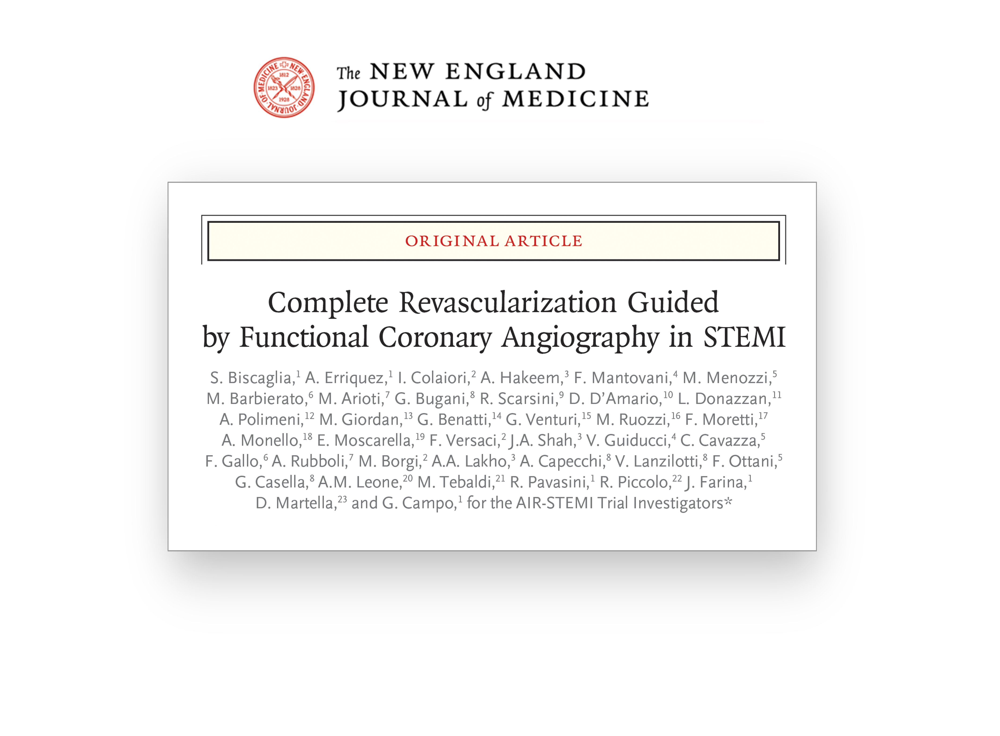 NEW ENGLAND JOURNAL OF MEDICINE
1812
1823 1828
1928
The NEW ENGLAND
JOURNAL of MEDICINE
ORIGINAL ARTICLE
Complete Revascularization Guided
by Functional Coronary Angiography in STEMI
S. Biscaglia,¹ A. Erriquez,¹ I. Colaiori,² A. Hakeem,³ F. Mantovani,⁴ M. Menozzi,⁵
M. Barbierato,⁶ M. Arioti,⁷ G. Bugani,⁸ R. Scarsini,⁹ D. D’Amario,¹⁰ L. Donazzan,¹¹
A. Polimeni,¹² M. Giordan,¹³ G. Benatti,¹⁴ G. Venturi,¹⁵ M. Ruozzi,¹⁶ F. Moretti,¹⁷
A. Monello,¹⁸ E. Moscarella,¹⁹ F. Versaci,² J.A. Shah,³ V. Guiducci,⁴ C. Cavazza,⁵
F. Gallo,⁶ A. Rubboli,⁷ M. Borgi,² A.A. Lakho,³ A. Capecchi,⁸ V. Lanzilotti,⁸ F. Ottani,⁵
G. Casella,⁸ A.M. Leone,²⁰ M. Tebaldi,²¹ R. Pavasini,¹ R. Piccolo,²² J. Farina,¹
D. Martella,²³ and G. Campo,¹ for the AIR-STEMI Trial Investigators*